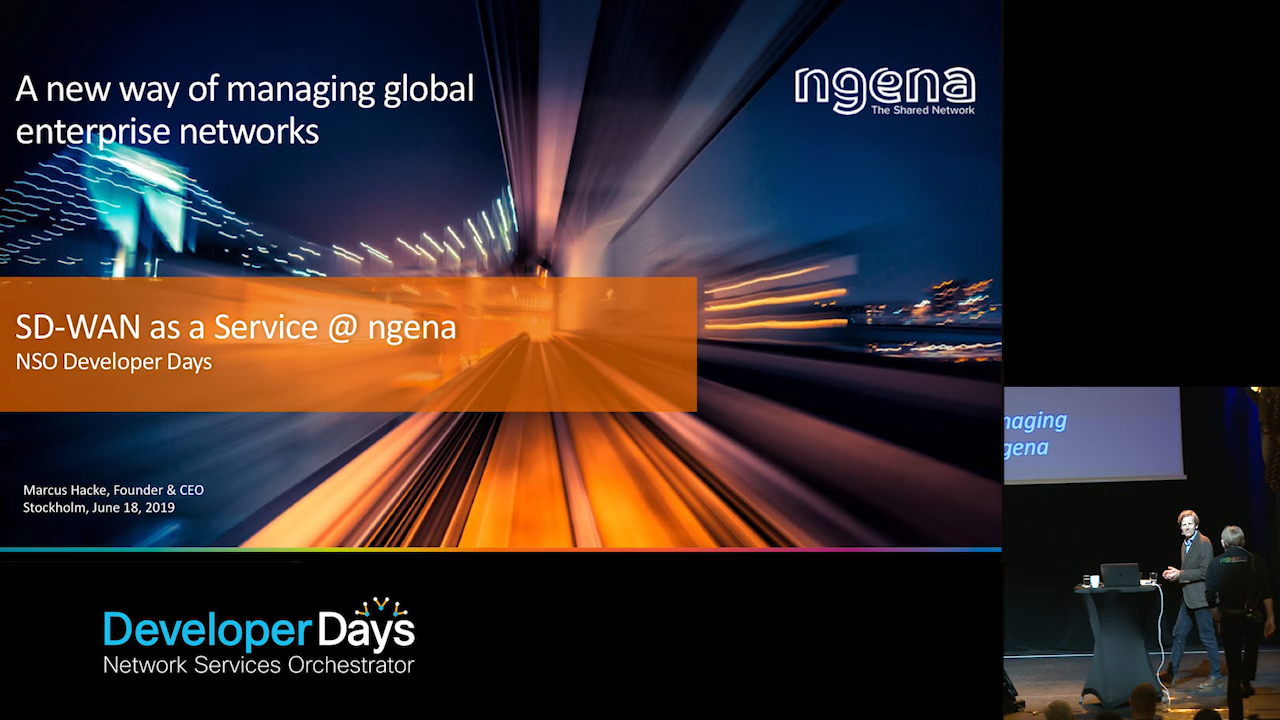 A new way of managing global
enterprise networks
ngena
The Shared Network
SD-WAN as a Service @ ngena
NSO Developer Days
Marcus Hacke, Founder & CEO
Stockholm, June 18, 2019
naging
gena
Developer Days
Network Services Orchestrator